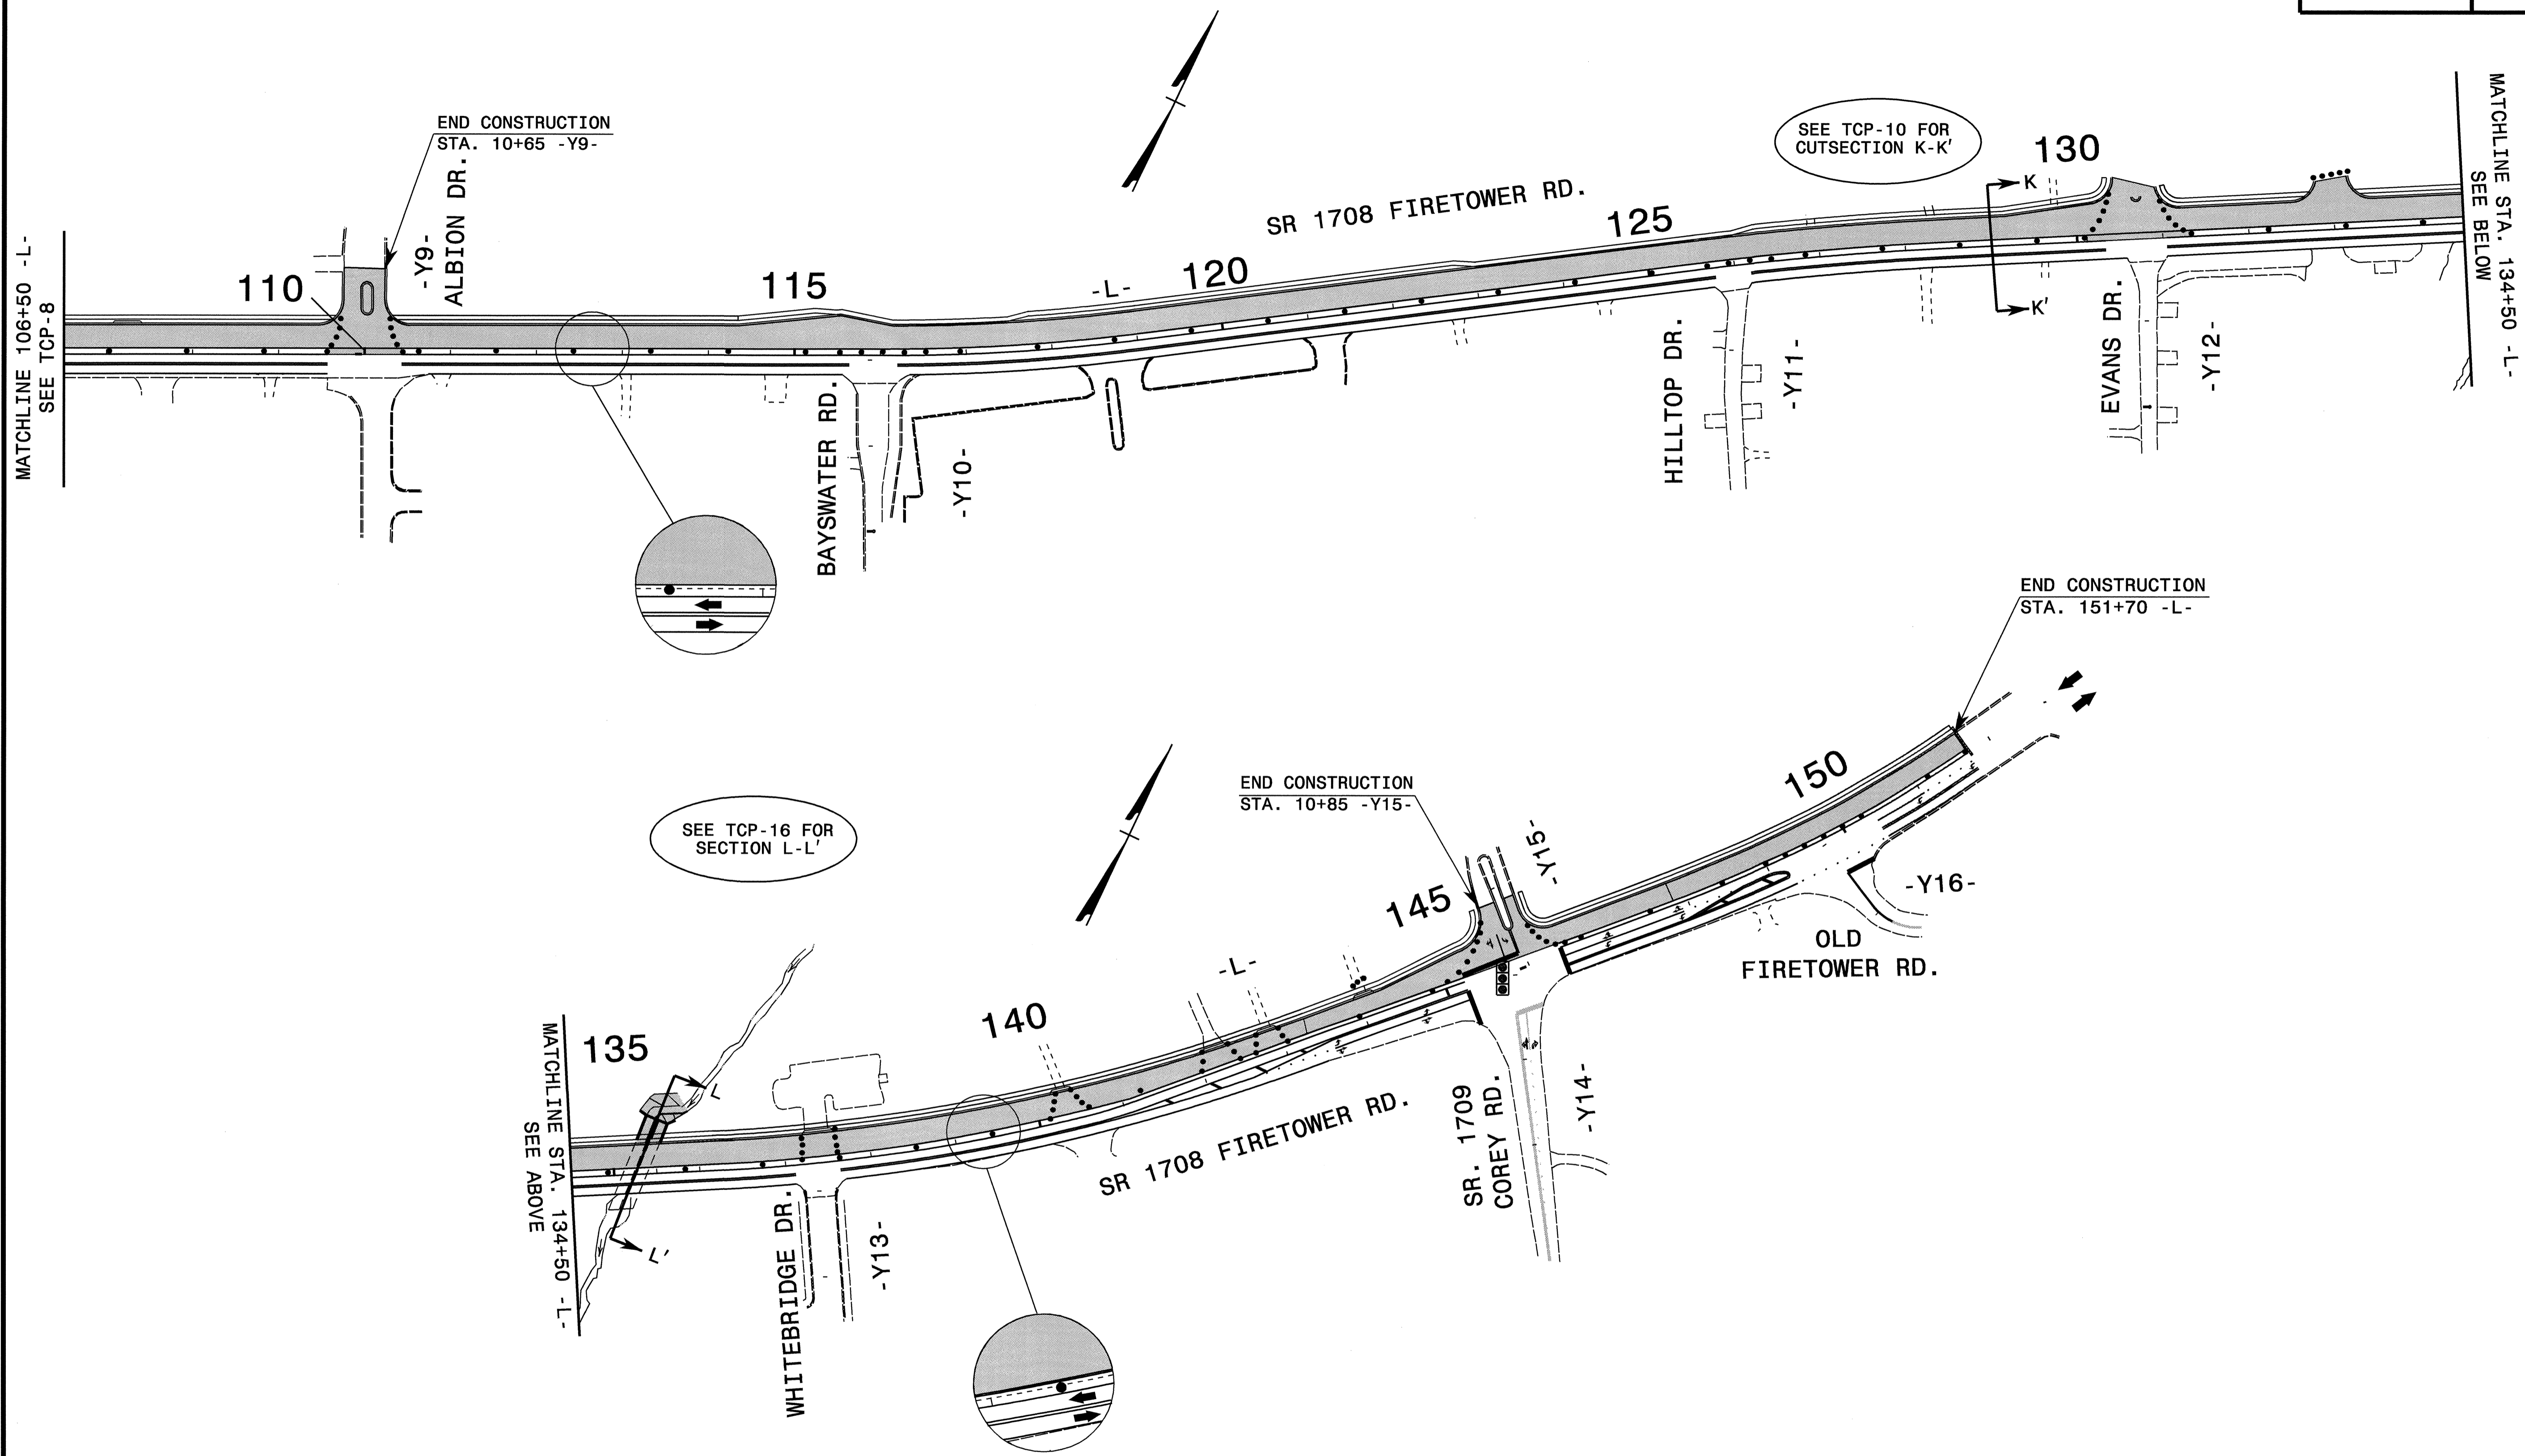 MATCHLINE 106+50 -L-
SEE TCP-8
END CONSTRUCTION
STA. 10+65 -Y9-
-Y9-
ALBION DR.
110
115
-L-
120
SR 1708 FIRETOWER RD.
125
SEE TCP-10 FOR
CUTSECTION K-K'
130
K
K'
MATCHLINE STA. 134+50 -L-
SEE BELOW
BAYSWATER RD.
-Y10-
HILLTOP DR.
-Y11-
EVANS DR.
-Y12-
END CONSTRUCTION
STA. 151+70 -L-
SEE TCP-16 FOR
SECTION L-L'
END CONSTRUCTION
STA. 10+85 -Y15-
-Y15-
150
145
-Y16-
OLD
FIRETOWER RD.
-L-
140
135
MATCHLINE STA. 134+50 -L-
SEE ABOVE
L
L'
WHITEBRIDGE DR.
-Y13-
SR 1708 FIRETOWER RD.
SR. 1709
COREY RD.
-Y14-